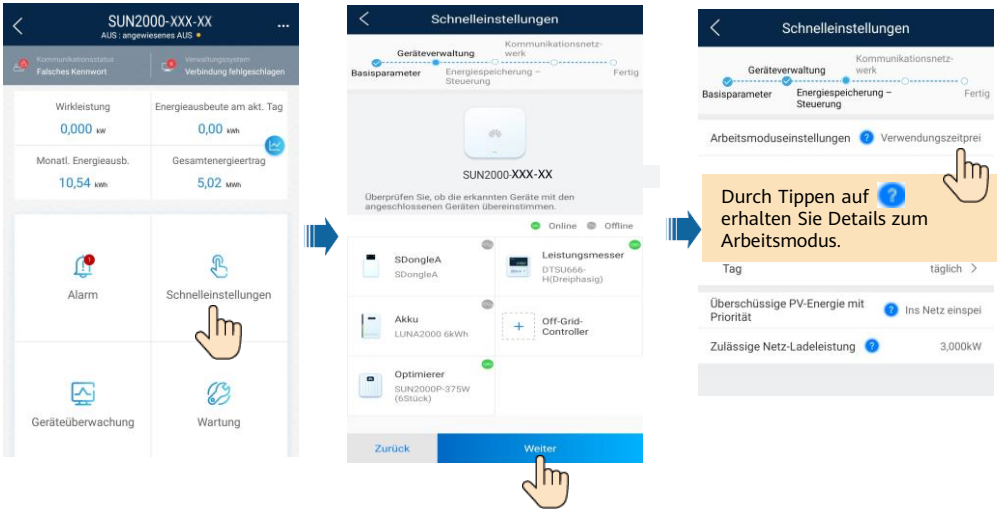 SUN2000-XXX-XX
AUS : angewiesenes AUS
Kommunikationsstatus
Falsches Kennwort
Verwaltungssystem
Verbindung fehlgeschlagen
Wirkleistung
0,000 kW
Energieausbeute am akt. Tag
0,00 kWh
Monatl. Energieausb.
10,54 kWh
Gesamtenergieertrag
5,02 MWh
Alarm
Schnelleinstellungen
Geräteüberwachung
Wartung
Schnelleinstellungen
Geräteverwaltung
Kommunikationsnetz-
werk
Basisparameter
Energiespeicherung –
Steuerung
Fertig
SUN2000-XXX-XX
Überprüfen Sie, ob die erkannten Geräte mit den
angeschlossenen Geräten übereinstimmen.
Online
Offline
SDongleA
SDongleA
Leistungsmesser
DTSU666-
H(Dreiphasig)
Akku
LUNA2000 6kWh
Off-Grid-
Controller
Optimierer
SUN2000P-375W
(6Stück)
Zurück
Weiter
Schnelleinstellungen
Geräteverwaltung
Kommunikationsnetz-
werk
Basisparameter
Energiespeicherung –
Steuerung
Fertig
Arbeitsmoduseinstellungen ? Verwendungszeitprei
Durch Tippen auf ?
erhalten Sie Details zum
Arbeitsmodus.
Tag
täglich >
Überschüssige PV-Energie mit
Priorität
? Ins Netz einspei
Zulässige Netz-Ladeleistung ? 3,000kW